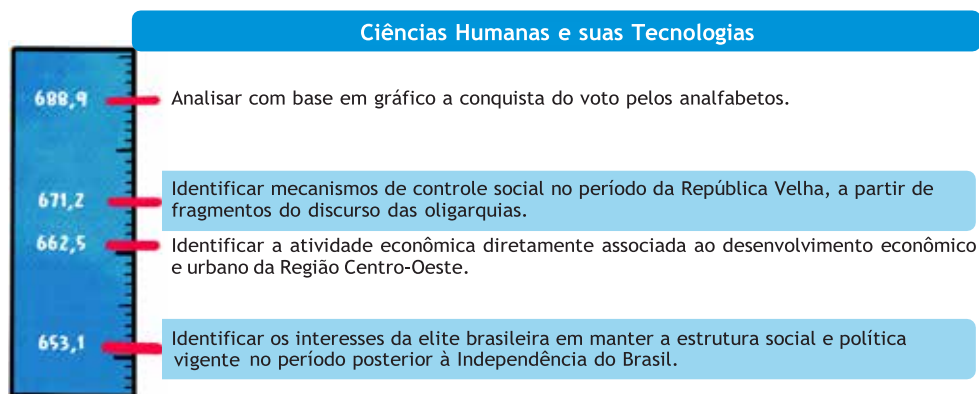 Ciências Humanas e suas Tecnologias
688,9 Analisar com base em gráfico a conquista do voto pelos analfabetos.
671,2 Identificar mecanismos de controle social no período da República Velha, a partir de
fragmentos do discurso das oligarquias.
662,5 Identificar a atividade econômica diretamente associada ao desenvolvimento econômico
e urbano da Região Centro-Oeste.
653,1 Identificar os interesses da elite brasileira em manter a estrutura social e política
vigente no período posterior à Independência do Brasil.